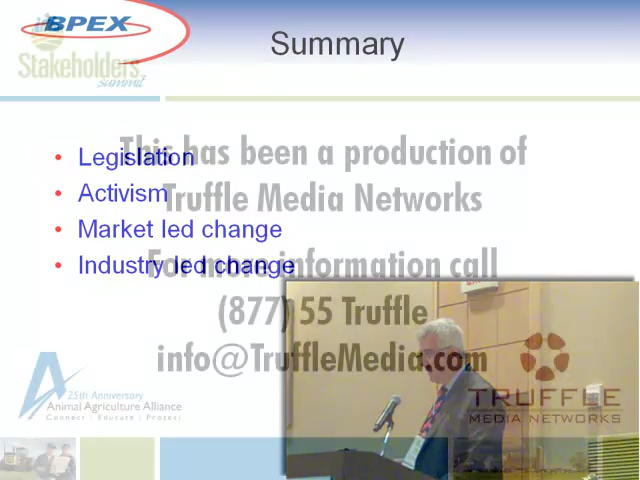 BPEX
Summary
Stakeholders
summit
This has been a production of
Truffle Media Networks
• Legislation
• Activism
• Market led change
• Industry led change
For more information call
(877) 55 Truffle
info@TruffleMedia.com
TRUFFLE
MEDIA NETWORKS
25th Anniversary
Animal Agriculture Alliance
Connect : Educate : Protect